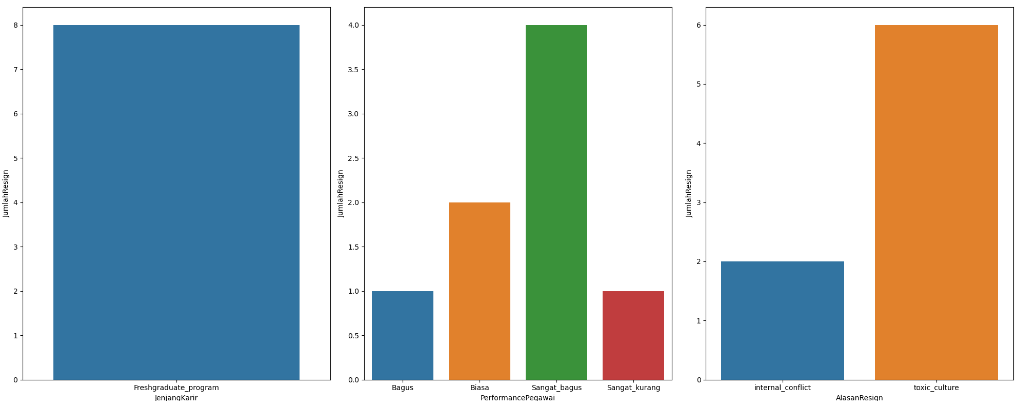 JumlahResign
8
7
6
5
4
3
2
1
0
Freshgraduate_program
JenjangKarir
JumlahResign
4.0
3.5
3.0
2.5
2.0
1.5
1.0
0.5
0.0
Bagus Biasa Sangat_bagus Sangat_kurang
PerformancePegawai
JumlahResign
6
5
4
3
2
1
0
internal_conflict toxic_culture
AlasanResign